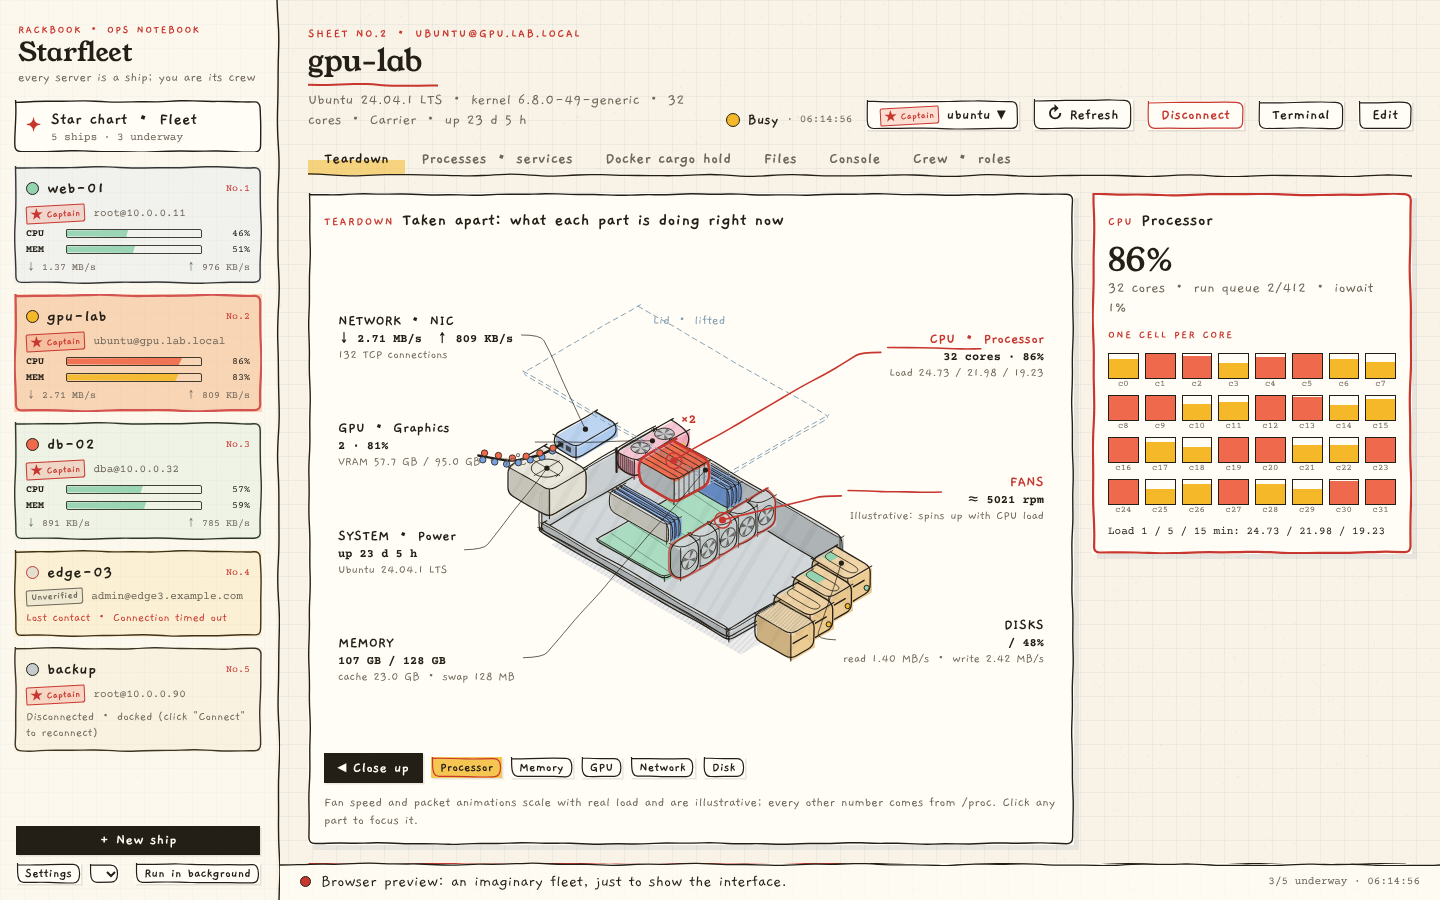 RACKBOOK • OPS NOTEBOOK
Starfleet
every server is a ship; you are its crew
Star chart • Fleet
5 ships · 3 underway
web-01 No.1
★ Captain root@10.0.0.11
CPU 46%
MEM 51%
↓ 1.37 MB/s ↑ 976 KB/s
gpu-lab No.2
★ Captain ubuntu@gpu.lab.local
CPU 86%
MEM 83%
↓ 2.71 MB/s ↑ 809 KB/s
db-02 No.3
★ Captain dba@10.0.0.32
CPU 57%
MEM 59%
↓ 891 KB/s ↑ 785 KB/s
edge-03 No.4
Unverified admin@edge3.example.com
Lost contact • Connection timed out
backup No.5
★ Captain root@10.0.0.90
Disconnected • docked (click "Connect"
to reconnect)
+ New ship
Settings
Run in background
SHEET NO.2 • UBUNTU@GPU.LAB.LOCAL
gpu-lab
Ubuntu 24.04.1 LTS • kernel 6.8.0-49-generic • 32
cores • Carrier • up 23 d 5 h
Busy · 06:14:56
★ Captain ubuntu ▼
Refresh
Disconnect
Terminal
Edit
Teardown Processes • services Docker cargo hold Files Console Crew • roles
TEARDOWN Taken apart: what each part is doing right now
Lid • lifted
NETWORK • NIC
↓ 2.71 MB/s ↑ 809 KB/s
132 TCP connections
CPU • Processor
32 cores · 86%
Load 24.73 / 21.98 / 19.23
×2
GPU • Graphics
2 · 81%
VRAM 57.7 GB / 95.0 GB
FANS
≈ 5021 rpm
Illustrative: spins up with CPU load
SYSTEM • Power
up 23 d 5 h
Ubuntu 24.04.1 LTS
DISKS
/ 48%
read 1.40 MB/s • write 2.42 MB/s
MEMORY
107 GB / 128 GB
cache 23.0 GB • swap 128 MB
◀ Close up Processor Memory GPU Network Disk
Fan speed and packet animations scale with real load and are illustrative; every other number comes from /proc. Click any
part to focus it.
CPU Processor
86%
32 cores • run queue 2/412 • iowait
1%
ONE CELL PER CORE
c0 c1 c2 c3 c4 c5 c6 c7
c8 c9 c10 c11 c12 c13 c14 c15
c16 c17 c18 c19 c20 c21 c22 c23
c24 c25 c26 c27 c28 c29 c30 c31
Load 1 / 5 / 15 min: 24.73 / 21.98 / 19.23
Browser preview: an imaginary fleet, just to show the interface.
3/5 underway · 06:14:56